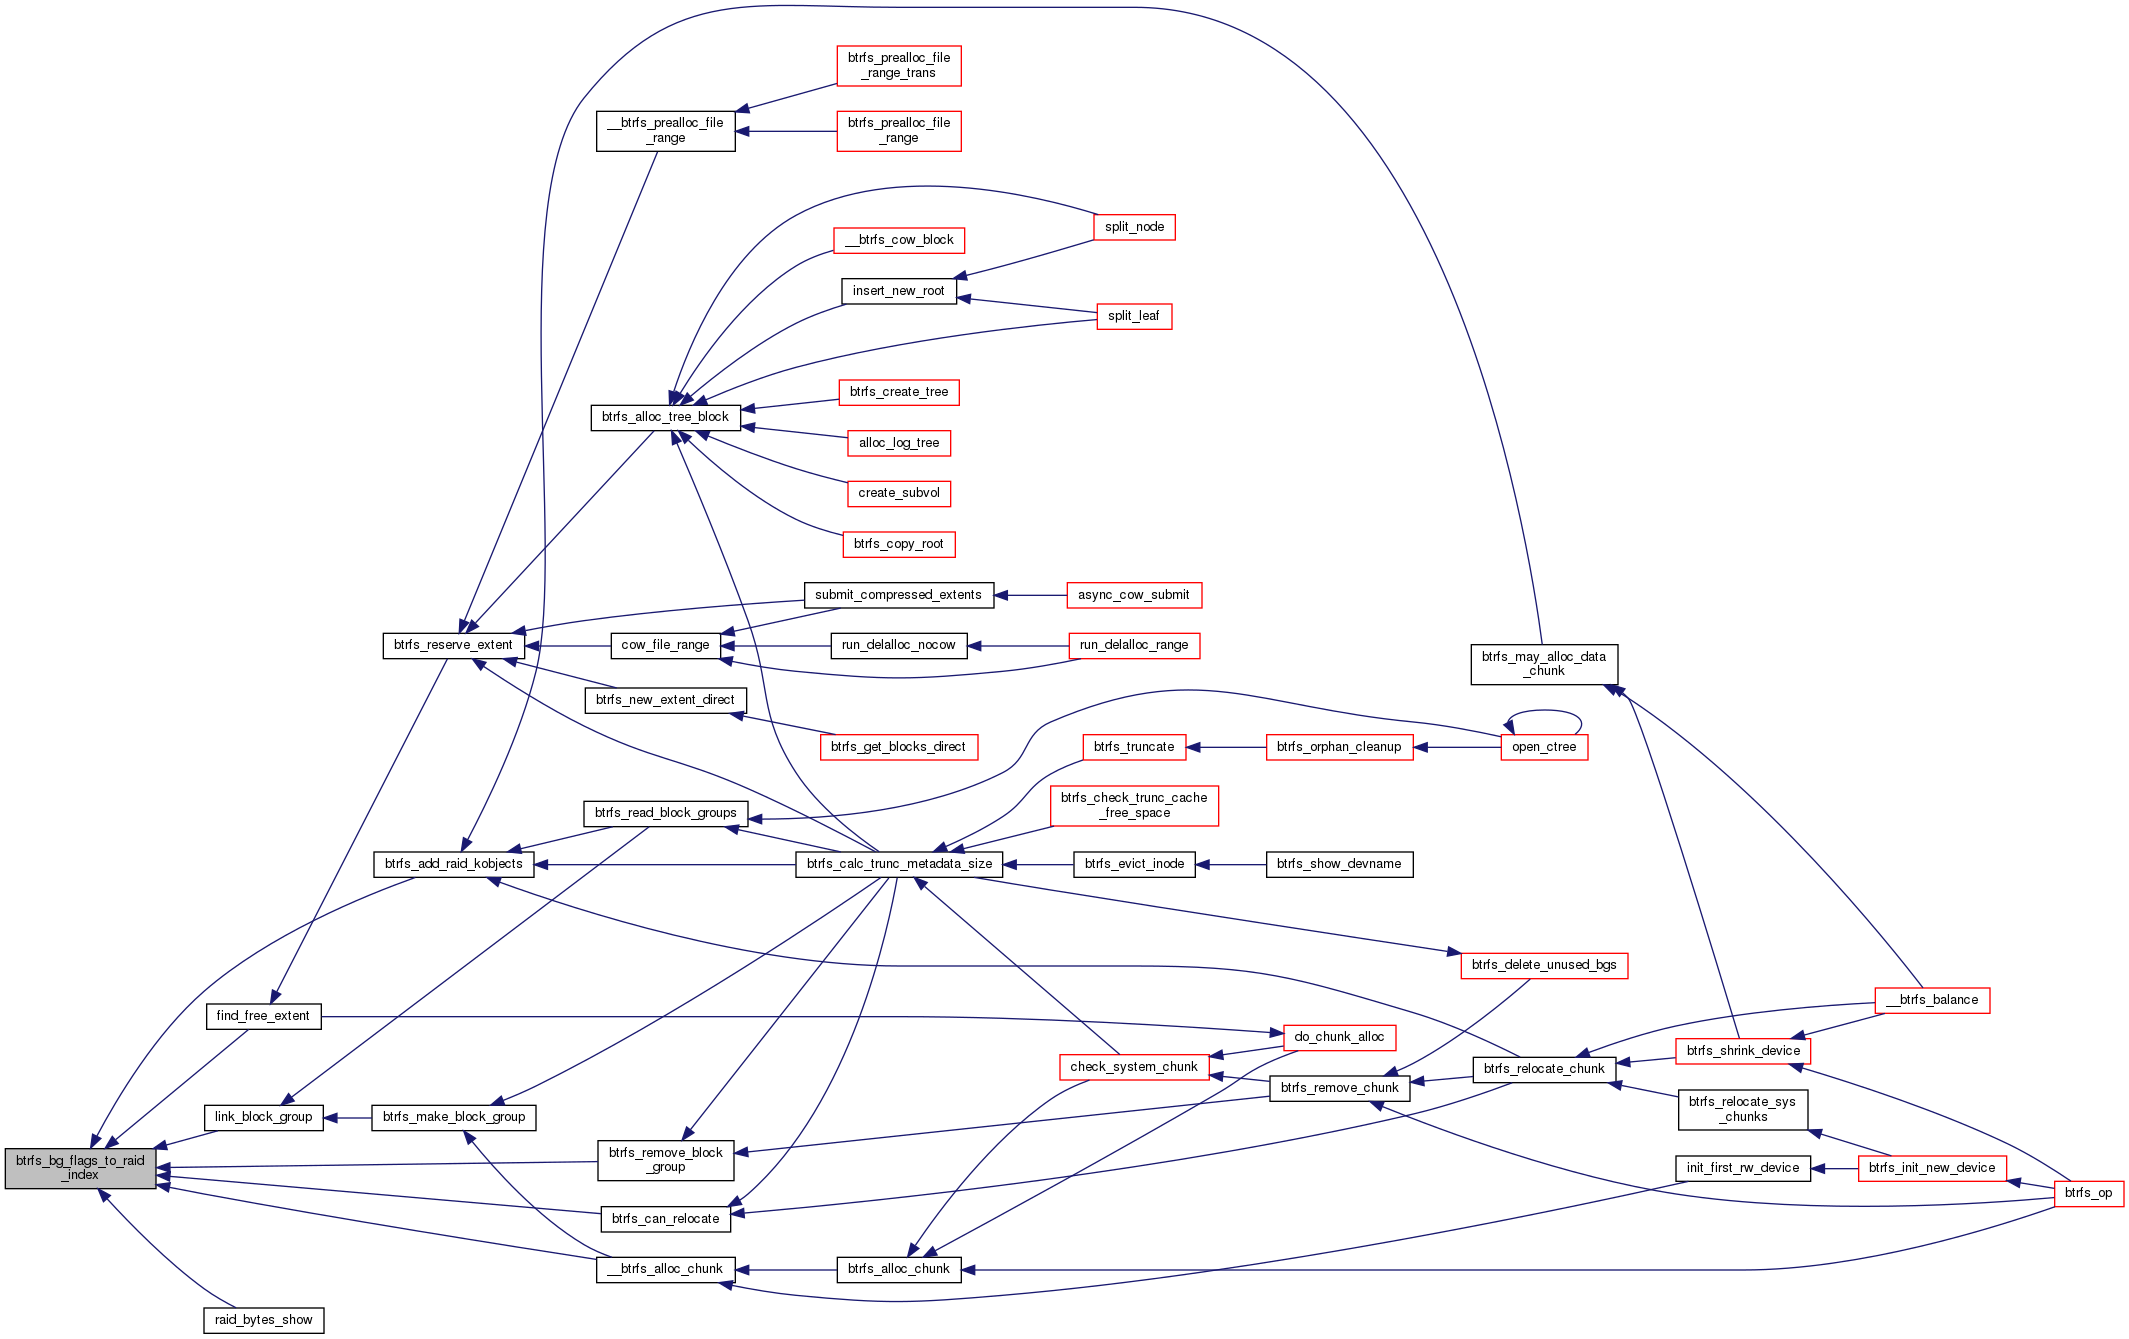 btrfs_prealloc_file
_range_trans
__btrfs_prealloc_file
_range
btrfs_prealloc_file
_range
split_node
__btrfs_cow_block
insert_new_root
split_leaf
btrfs_create_tree
btrfs_alloc_tree_block
alloc_log_tree
create_subvol
btrfs_copy_root
submit_compressed_extents
async_cow_submit
btrfs_reserve_extent
cow_file_range
run_delalloc_nocow
run_delalloc_range
btrfs_may_alloc_data
_chunk
btrfs_new_extent_direct
btrfs_get_blocks_direct
btrfs_truncate
btrfs_orphan_cleanup
open_ctree
btrfs_read_block_groups
btrfs_check_trunc_cache
_free_space
btrfs_add_raid_kobjects
btrfs_calc_trunc_metadata_size
btrfs_evict_inode
btrfs_show_devname
btrfs_delete_unused_bgs
__btrfs_balance
find_free_extent
do_chunk_alloc
btrfs_shrink_device
check_system_chunk
btrfs_relocate_chunk
btrfs_remove_chunk
btrfs_relocate_sys
_chunks
link_block_group
btrfs_make_block_group
btrfs_remove_block
_group
btrfs_bg_flags_to_raid
_index
init_first_rw_device
btrfs_init_new_device
btrfs_op
btrfs_can_relocate
__btrfs_alloc_chunk
btrfs_alloc_chunk
raid_bytes_show